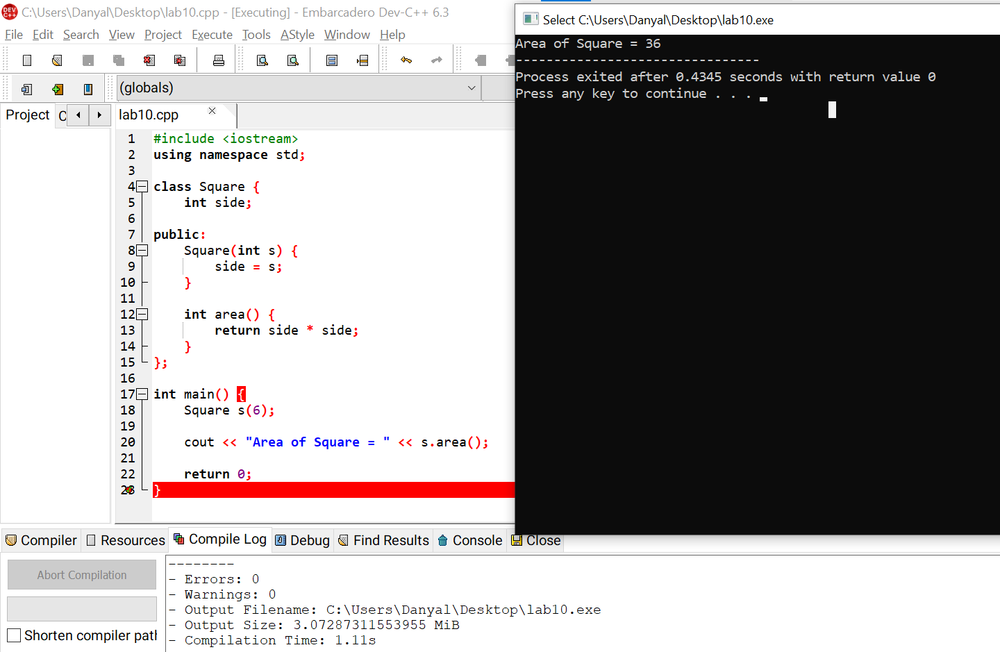 C:\Users\Danyal\Desktop\lab10.cpp - [Executing] - Embarcadero Dev-C++ 6.3
File Edit Search View Project Execute Tools AStyle Window Help
(globals)
Project C
lab10.cpp
1 #include <iostream>
2 using namespace std;
3
4 class Square {
5     int side;
6
7 public:
8     Square(int s) {
9         side = s;
10     }
11
12     int area() {
13         return side * side;
14     }
15 };
16
17 int main() {
18     Square s(6);
19
20     cout << "Area of Square = " << s.area();
21
22     return 0;
23 }
Select C:\Users\Danyal\Desktop\lab10.exe
Area of Square = 36
--------------------------------
Process exited after 0.4345 seconds with return value 0
Press any key to continue . . .
Compiler Resources Compile Log Debug Find Results Console Close
Abort Compilation
Shorten compiler pat
--------
- Errors: 0
- Warnings: 0
- Output Filename: C:\Users\Danyal\Desktop\lab10.exe
- Output Size: 3.07287311553955 MiB
- Compilation Time: 1.11s